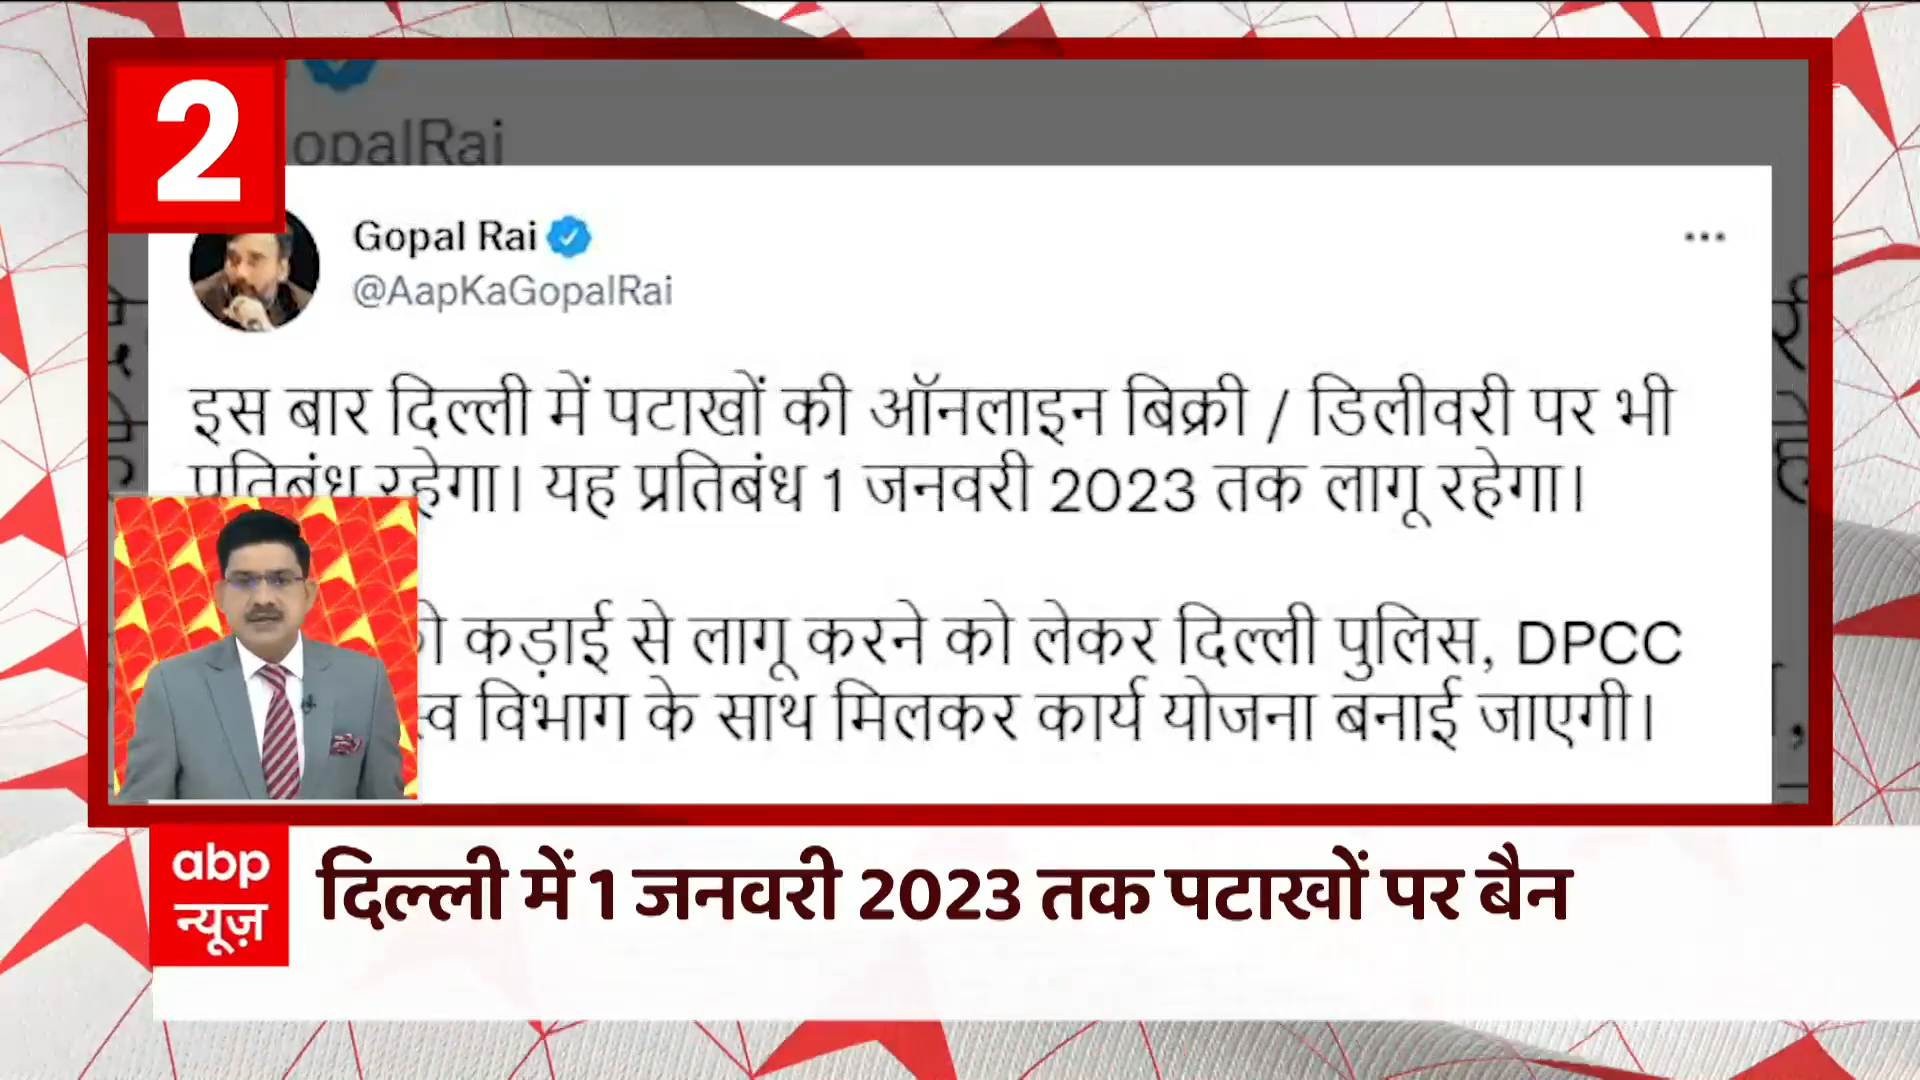 2
opalRai
Gopal Rai
@AapKaGopalRai
इस बार दिल्ली में पटाखों की ऑनलाइन बिक्री / डिलीवरी पर भी
प्रतिबंध रहेगा। यह प्रतिबंध 1 जनवरी 2023 तक लागू रहेगा।
कड़ाई से लागू करने को लेकर दिल्ली पुलिस, DPCC
विभाग के साथ मिलकर कार्य योजना बनाई जाएगी।
abp
न्यूज़
दिल्ली में 1 जनवरी 2023 तक पटाखों पर बैन